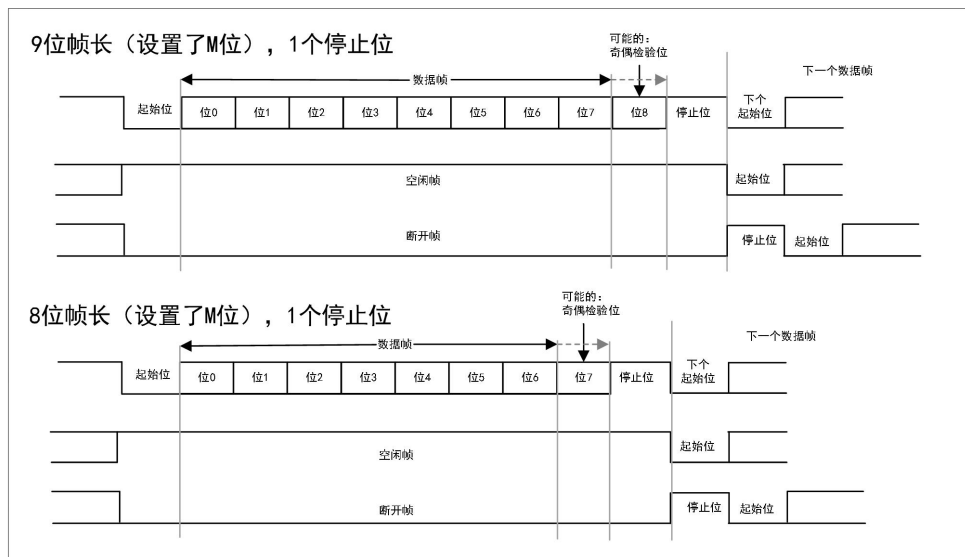 9位帧长（设置了M位），1个停止位
可能的：
奇偶检验位
下一个数据帧
数据帧
起始位 位0 位1 位2 位3 位4 位5 位6 位7 位8 停止位 下个
起始位
空闲帧 起始位
断开帧 停止位 起始位
8位帧长（设置了M位），1个停止位
可能的：
奇偶检验位
下一个数据帧
数据帧
起始位 位0 位1 位2 位3 位4 位5 位6 位7 停止位 下个
起始位
空闲帧 起始位
断开帧 停止位 起始位